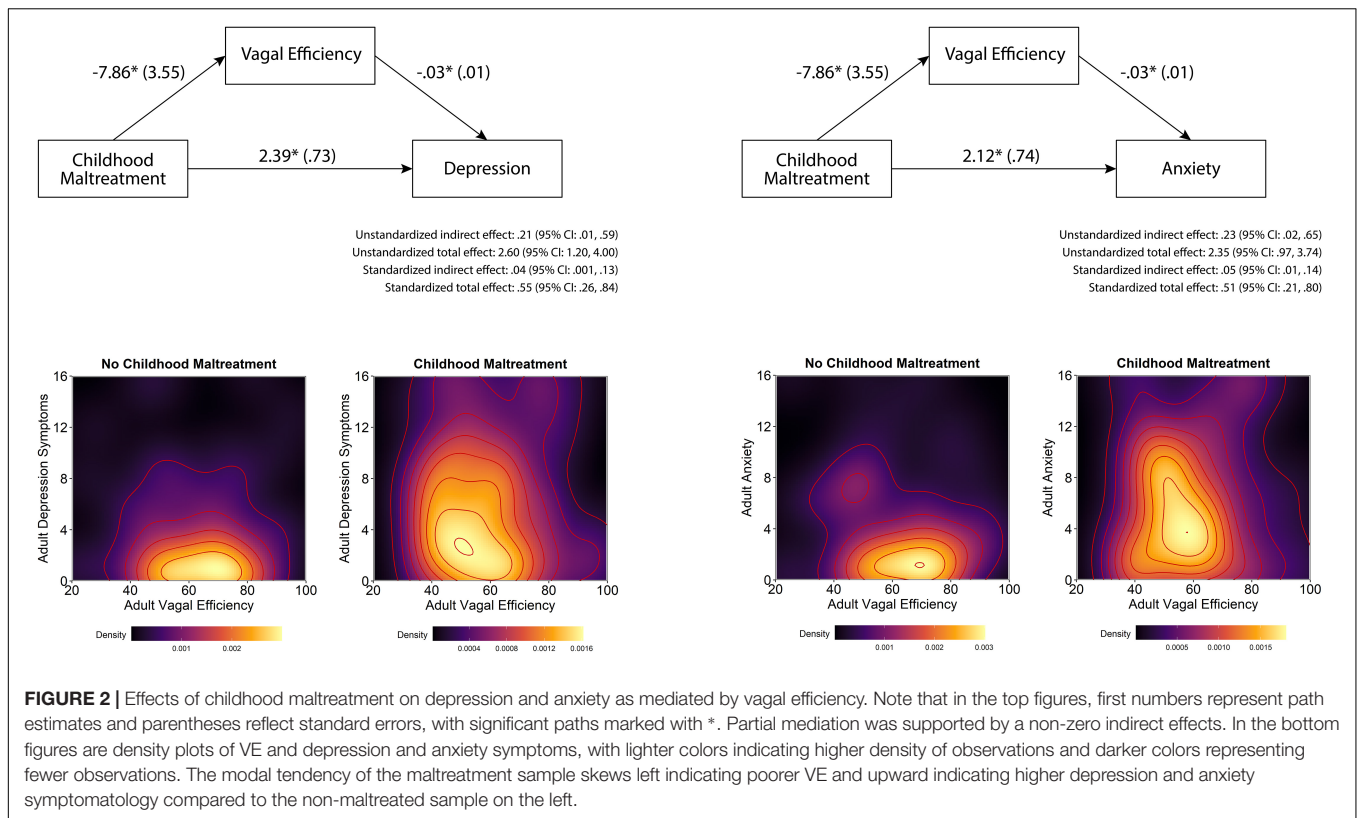 Vagal Efficiency
-7.86* (3.55)
-.03* (.01)
Childhood
Maltreatment
2.39* (.73)
Depression
Unstandardized indirect effect: .21 (95% CI: .01, .59)
Unstandardized total effect: 2.60 (95% CI: 1.20, 4.00)
Standardized indirect effect: .04 (95% CI: .001, .13)
Standardized total effect: .55 (95% CI: .26, .84)
Vagal Efficiency
-7.86* (3.55)
-.03* (.01)
Childhood
Maltreatment
2.12* (.74)
Anxiety
Unstandardized indirect effect: .23 (95% CI: .02, .65)
Unstandardized total effect: 2.35 (95% CI: .97, 3.74)
Standardized indirect effect: .05 (95% CI: .01, .14)
Standardized total effect: .51 (95% CI: .21, .80)
No Childhood Maltreatment
Adult Depression Symptoms
16
12
8
4
0
20 40 60 80 100
Adult Vagal Efficiency
Density
0.001 0.002
Childhood Maltreatment
Adult Depression Symptoms
16
12
8
4
0
20 40 60 80 100
Adult Vagal Efficiency
Density
0.0004 0.0008 0.0012 0.0016
No Childhood Maltreatment
Adult Anxiety
16
12
8
4
0
20 40 60 80 100
Adult Vagal Efficiency
Density
0.001 0.002 0.003
Childhood Maltreatment
Adult Anxiety
16
12
8
4
0
20 40 60 80 100
Adult Vagal Efficiency
Density
0.0005 0.0010 0.0015
FIGURE 2 | Effects of childhood maltreatment on depression and anxiety as mediated by vagal efficiency. Note that in the top figures, first numbers represent path
estimates and parentheses reflect standard errors, with significant paths marked with *. Partial mediation was supported by a non-zero indirect effects. In the bottom
figures are density plots of VE and depression and anxiety symptoms, with lighter colors indicating higher density of observations and darker colors representing
fewer observations. The modal tendency of the maltreatment sample skews left indicating poorer VE and upward indicating higher depression and anxiety
symptomatology compared to the non-maltreated sample on the left.